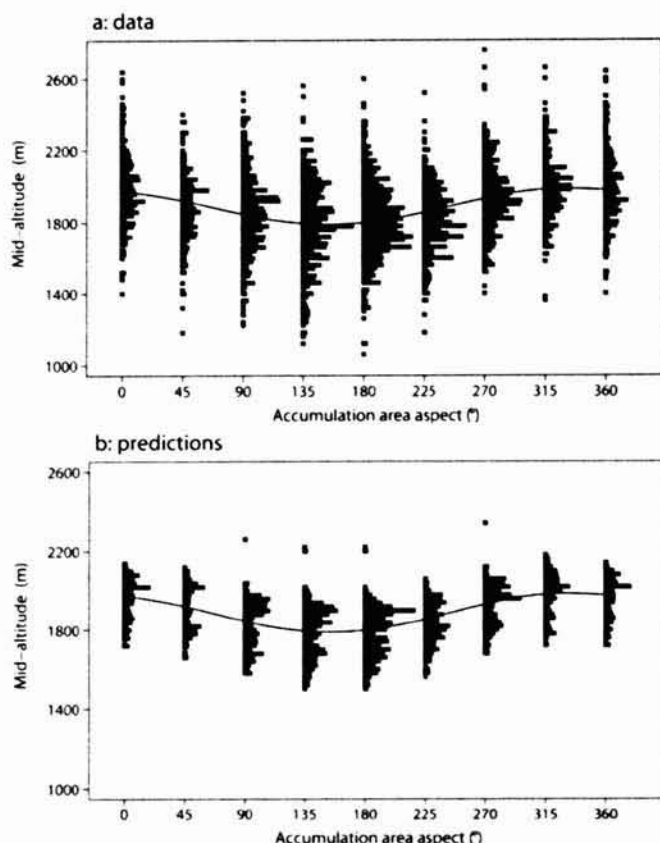 a: data
2600
2200
1800
1400
1000
Mid-altitude (m)
0 45 90 135 180 225 270 315 360
Accumulation area aspect (°)
b: predictions
2600
2200
1800
1400
1000
Mid-altitude (m)
0 45 90 135 180 225 270 315 360
Accumulation area aspect (°)